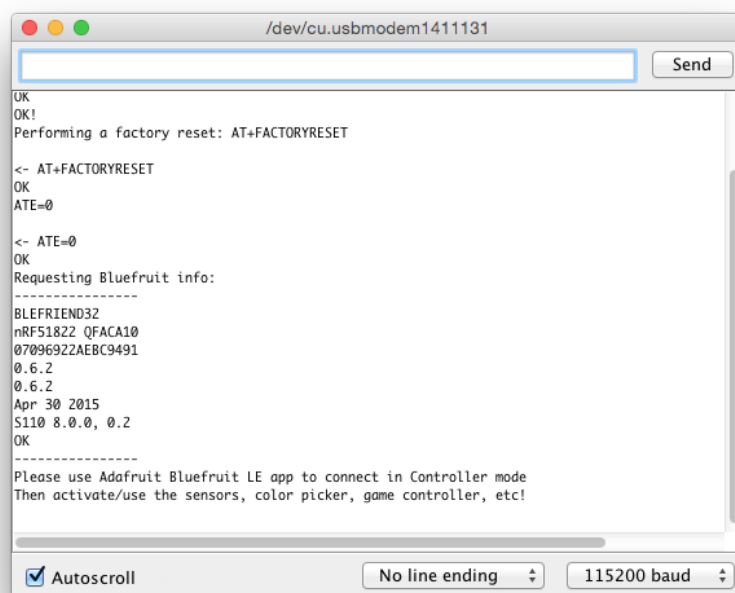 /dev/cu.usbmodem1411131
Send
OK
OK!
Performing a factory reset: AT+FACTORYRESET
<- AT+FACTORYRESET
OK
ATE=0
<- ATE=0
OK
Requesting Bluefruit info:
----------------
BLEFRIEND32
nRF51822 QFACA10
07096922AEBC9491
0.6.2
0.6.2
Apr 30 2015
S110 8.0.0, 0.2
OK
----------------
Please use Adafruit Bluefruit LE app to connect in Controller mode
Then activate/use the sensors, color picker, game controller, etc!
Autoscroll
No line ending
115200 baud